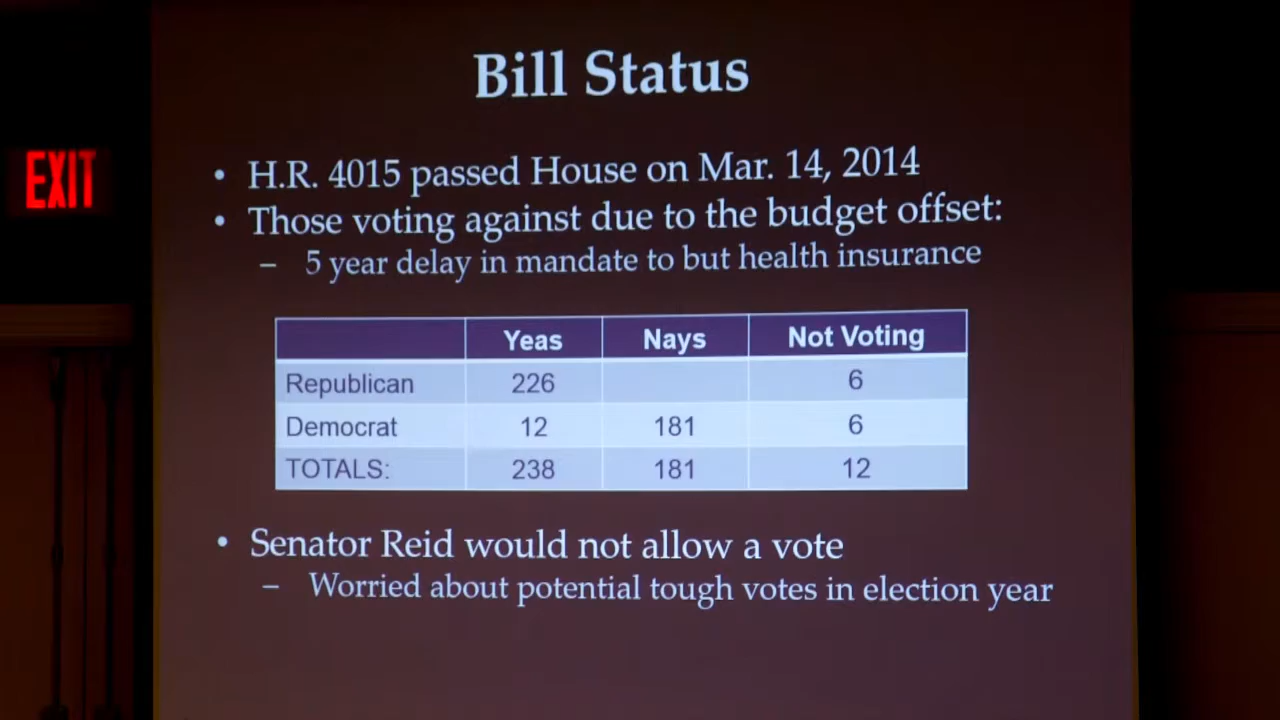 Bill Status
EXIT
• H.R. 4015 passed House on Mar. 14, 2014
• Those voting against due to the budget offset:
– 5 year delay in mandate to but health insurance
Yeas Nays Not Voting
Republican 226 6
Democrat 12 181 6
TOTALS: 238 181 12
• Senator Reid would not allow a vote
– Worried about potential tough votes in election year